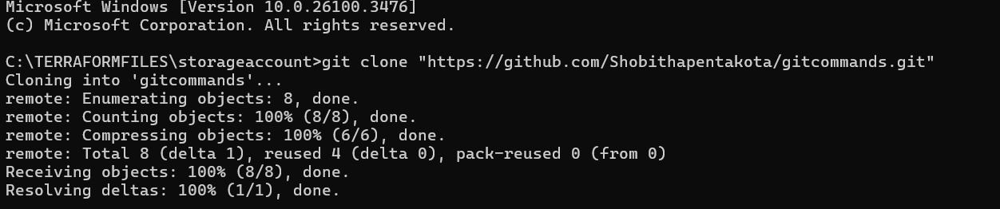 Microsoft Windows [Version 10.0.26100.3476]
(c) Microsoft Corporation. All rights reserved.
C:\TERRAFORMFILES\storageaccount>git clone "https://github.com/Shobithapentakota/gitcommands.git"
Cloning into 'gitcommands'...
remote: Enumerating objects: 8, done.
remote: Counting objects: 100% (8/8), done.
remote: Compressing objects: 100% (6/6), done.
remote: Total 8 (delta 1), reused 4 (delta 0), pack-reused 0 (from 0)
Receiving objects: 100% (8/8), done.
Resolving deltas: 100% (1/1), done.